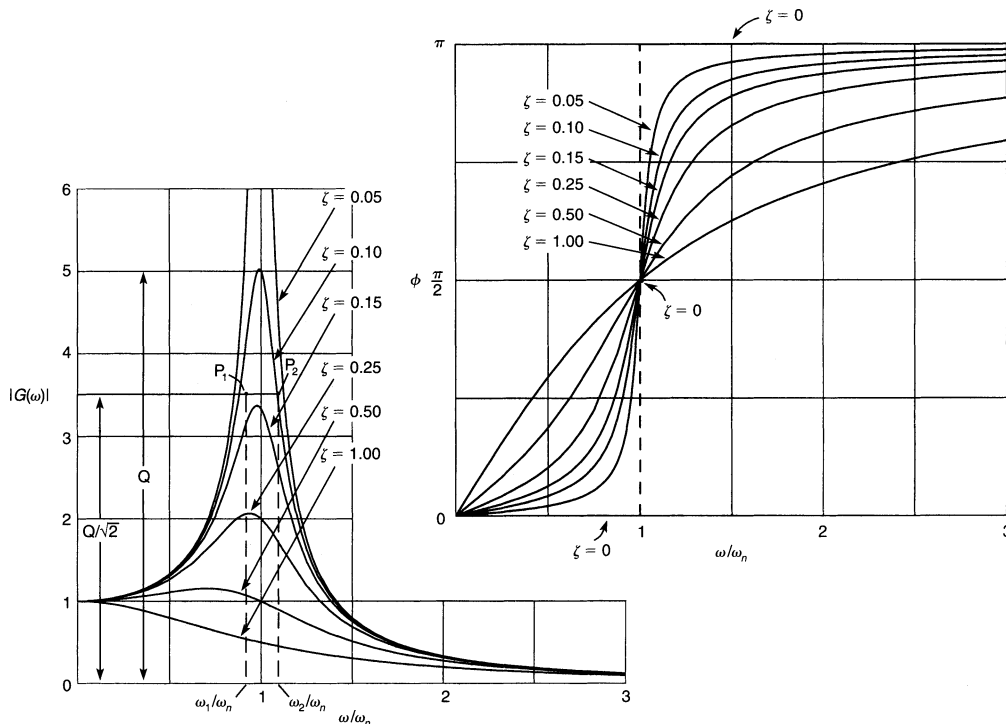 ζ = 0
π
ζ = 0.05
ζ = 0.10
ζ = 0.15
ζ = 0.25
ζ = 0.50
ζ = 1.00
ϕ π/2
ζ = 0
0
ζ = 0
1
ω/ωₙ
2
3
6
ζ = 0.05
ζ = 0.10
5
ζ = 0.15
4
P₁
P₂
ζ = 0.25
|G(ω)|
ζ = 0.50
3
ζ = 1.00
Q
2
Q/√2
1
0
ω₁/ωₙ
1
ω₂/ωₙ
ω/ωₙ
2
3